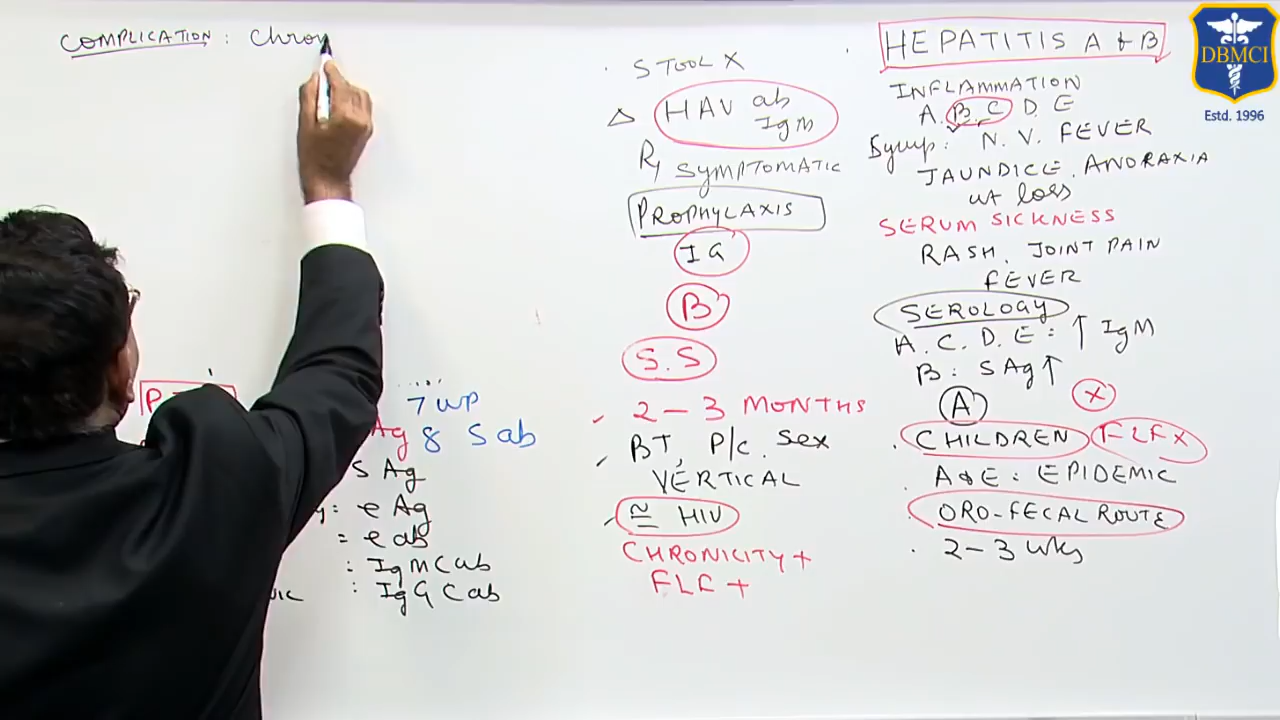 COMPLICATION : Chron
STOOL X
△ HAV ab
IgM
Rx SYMPTOMATIC
PROPHYLAXIS
IG
B
S.S
2 – 3 MONTHS
BT, P/c. Sex
VERTICAL
≅ HIV
CHRONICITY +
FLF +
HEPATITIS A & B
INFLAMMATION
A. B. C. D. E
Symp: N. V. FEVER
JAUNDICE. ANORAXIA
wt loss
SERUM SICKNESS
RASH. JOINT PAIN
FEVER
SEROLOGY
A. C. D. E : ↑ IgM
B : SAg ↑
A X
CHILDREN FLF X
A & E : EPIDEMIC
ORO-FECAL ROUTE
2 – 3 wks
7 wp
Ag 8 S ab
S Ag
: e Ag
= e ab
: IgM C ab
: IgG C ab
DBMCI
Estd. 1996